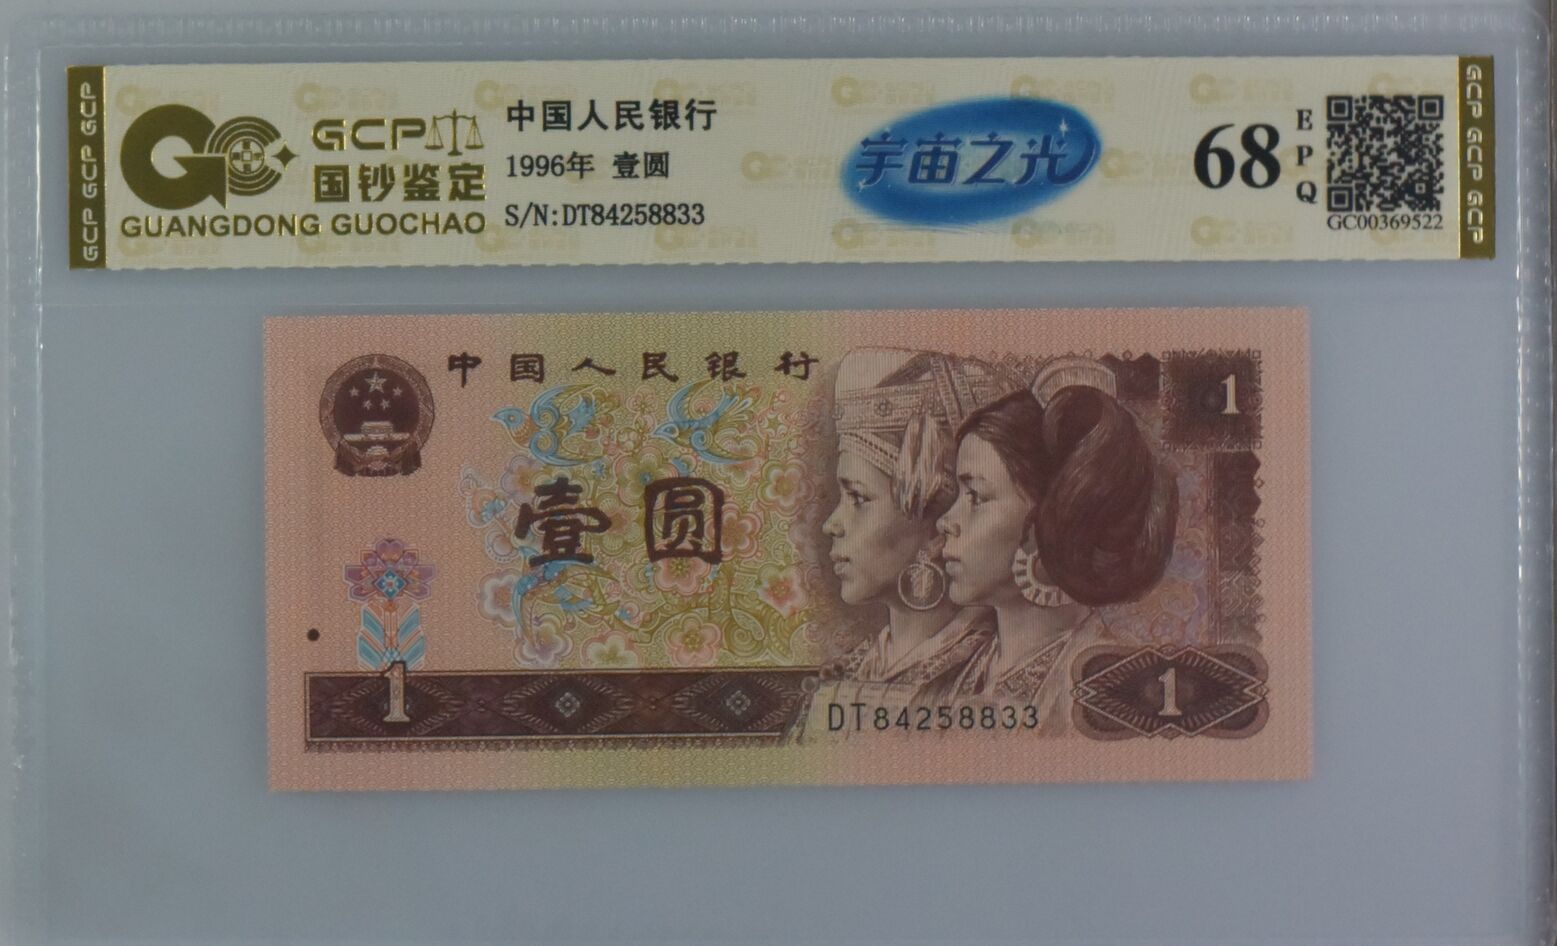 GCP GCP GCP
GCP
国钞鉴定
GUANGDONG GUOCHAO
中国人民银行
1996年 壹圆
S/N:DT84258833
宇宙之光
68
EPQ
GC00369522
GCP GCP GCP
中国人民银行
1
壹圆
1
DT84258833
1